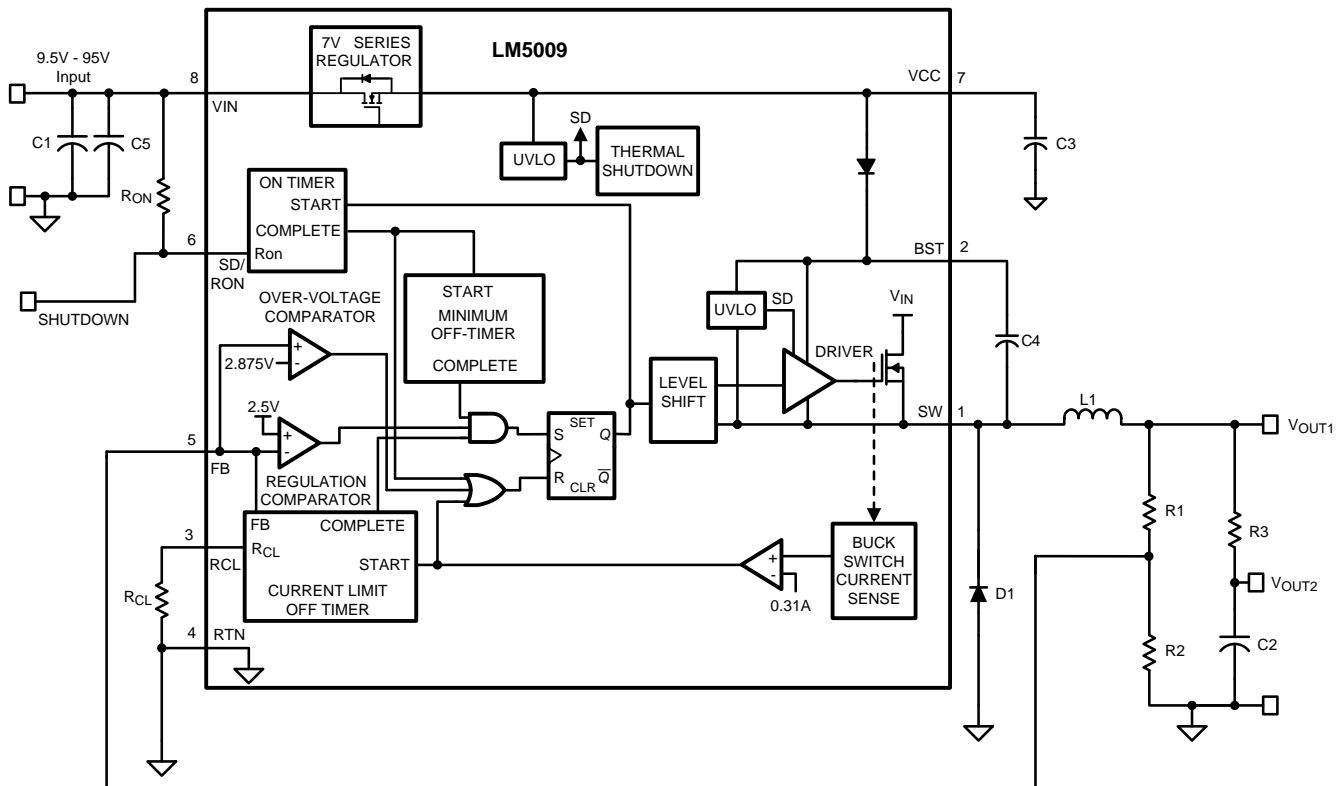 LM5009
7V SERIES
REGULATOR
9.5V - 95V
Input
8
VIN
VCC
7
C1
C5
C3
SD
UVLO
THERMAL
SHUTDOWN
RON
ON TIMER
START
COMPLETE
Ron
6
SD/
RON
SHUTDOWN
START
MINIMUM
OFF-TIMER
COMPLETE
BST
2
UVLO
SD
VIN
DRIVER
C4
OVER-VOLTAGE
COMPARATOR
+
-
2.875V
LEVEL
SHIFT
SW
1
L1
VOUT1
2.5V
+
-
5
FB
REGULATION
COMPARATOR
SET
S
Q
R
Q
CLR
R1
R3
FB
COMPLETE
RCL
START
CURRENT LIMIT
OFF TIMER
3
RCL
RCL
+
-
0.31A
BUCK
SWITCH
CURRENT
SENSE
D1
VOUT2
R2
C2
4
RTN